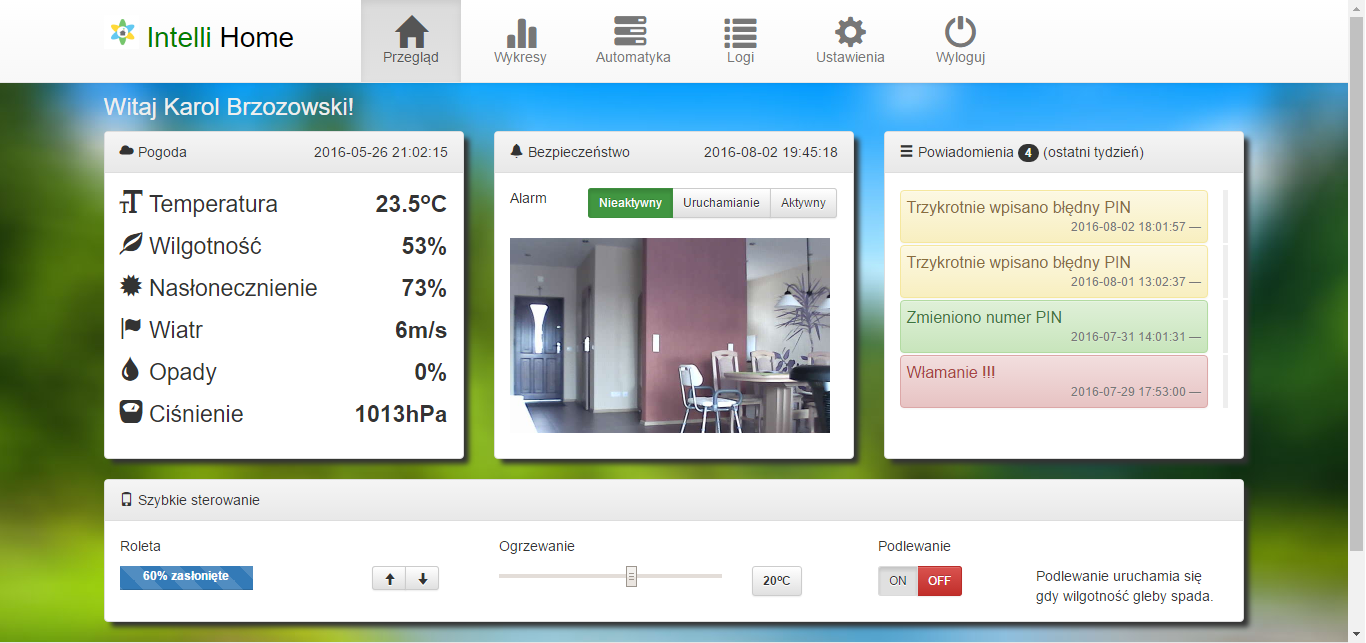 Intelli Home
Przegląd
Wykresy
Automatyka
Logi
Ustawienia
Wyloguj
Witaj Karol Brzozowski!
Pogoda 2016-05-26 21:02:15
Temperatura 23.5ºC
Wilgotność 53%
Nasłonecznienie 73%
Wiatr 6m/s
Opady 0%
Ciśnienie 1013hPa
Bezpieczeństwo 2016-08-02 19:45:18
Alarm Nieaktywny Uruchamianie Aktywny
Powiadomienia 4 (ostatni tydzień)
Trzykrotnie wpisano błędny PIN
2016-08-02 18:01:57 —
Trzykrotnie wpisano błędny PIN
2016-08-01 13:02:37 —
Zmieniono numer PIN
2016-07-31 14:01:31 —
Włamanie !!!
2016-07-29 17:53:00 —
Szybkie sterowanie
Roleta
60% zasłonięte
Ogrzewanie
20ºC
Podlewanie
ON OFF
Podlewanie uruchamia się
gdy wilgotność gleby spada.